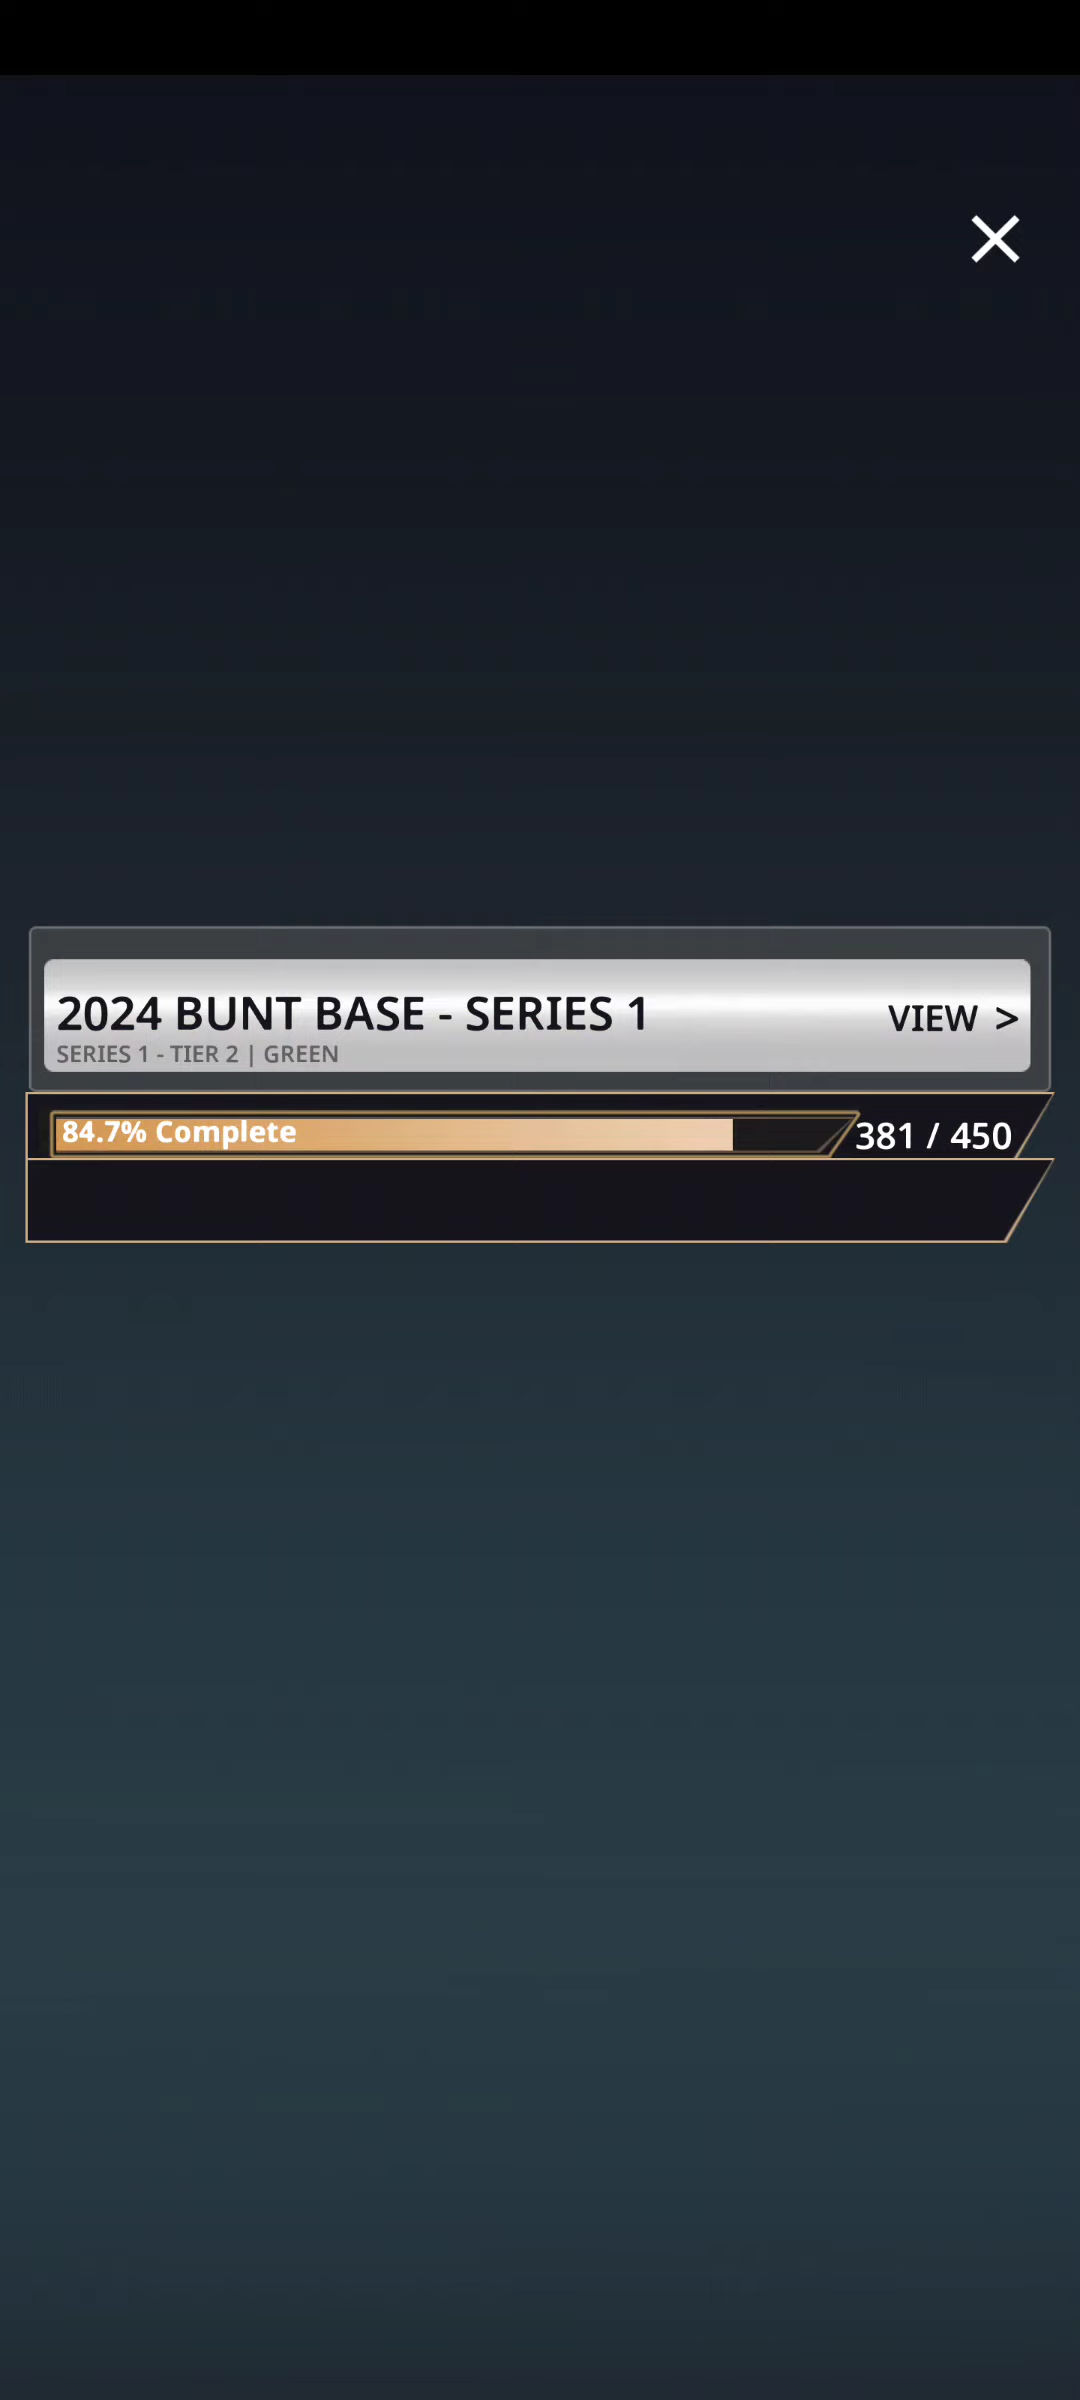 2024 BUNT BASE - SERIES 1
VIEW >
SERIES 1 - TIER 2 | GREEN
84.7% Complete
381 / 450